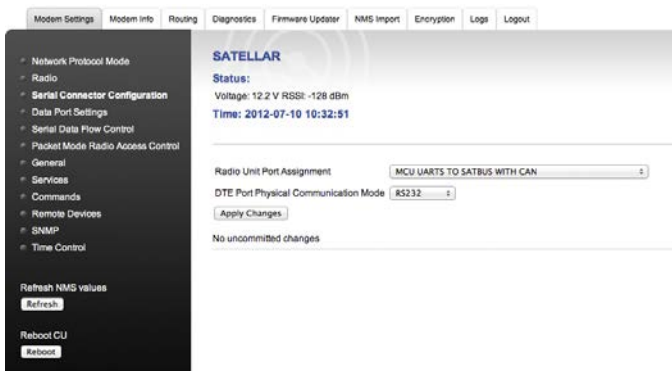 Modem Settings
Modem Info
Routing
Diagnostics
Firmware Updater
NMS Import
Encryption
Logs
Logout
Network Protocol Mode
Radio
Serial Connector Configuration
Data Port Settings
Serial Data Flow Control
Packet Mode Radio Access Control
General
Services
Commands
Remote Devices
SNMP
Time Control
Refresh NMS values
Refresh
Reboot CU
Reboot
SATELLAR
Status:
Voltage: 12.2 V RSSI: -128 dBm
Time: 2012-07-10 10:32:51
Radio Unit Port Assignment MCU UARTS TO SATBUS WITH CAN
DTE Port Physical Communication Mode RS232
Apply Changes
No uncommitted changes